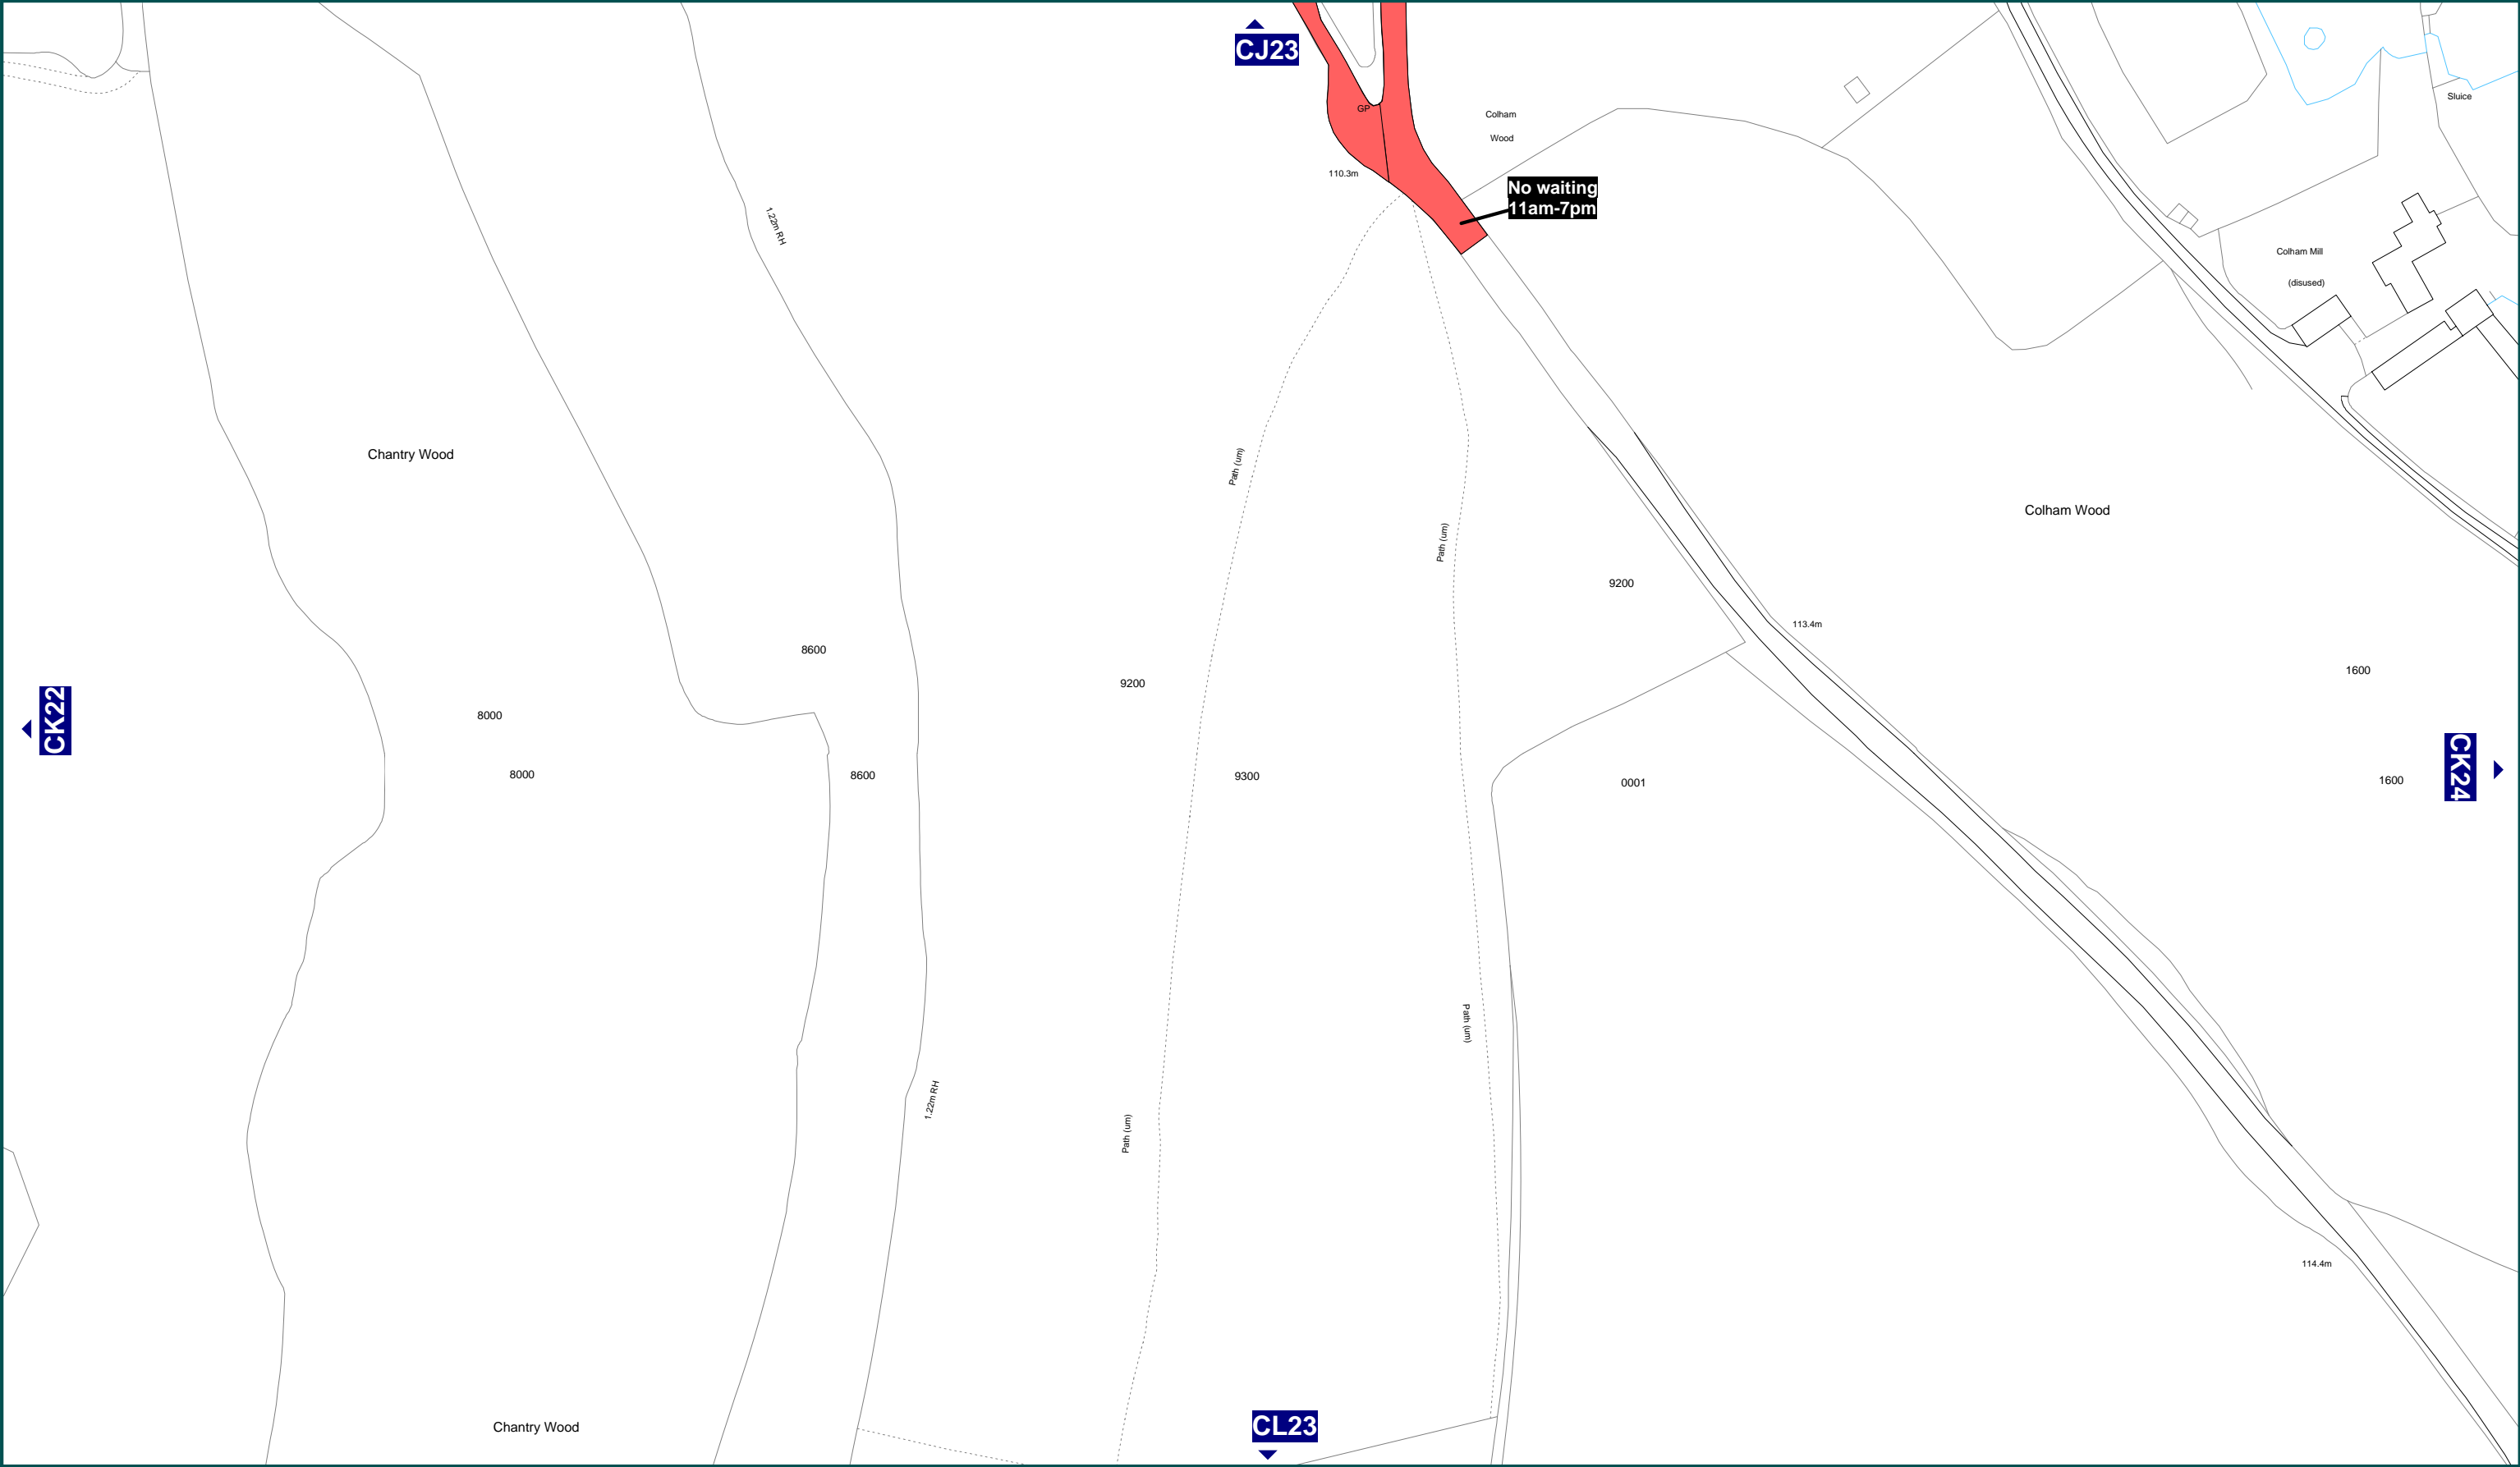 CJ23
GP
Colham
Wood
Sluice
110.3m
No waiting
11am-7pm
1.22m RH
Colham Mill
(disused)
Chantry Wood
Path (um)
Path (um)
Colham Wood
9200
113.4m
8600
1600
9200
CK22
8000
CK24
8000
8600
9300
0001
1600
Path (um)
1.22m RH
Path (um)
114.4m
Chantry Wood
CL23